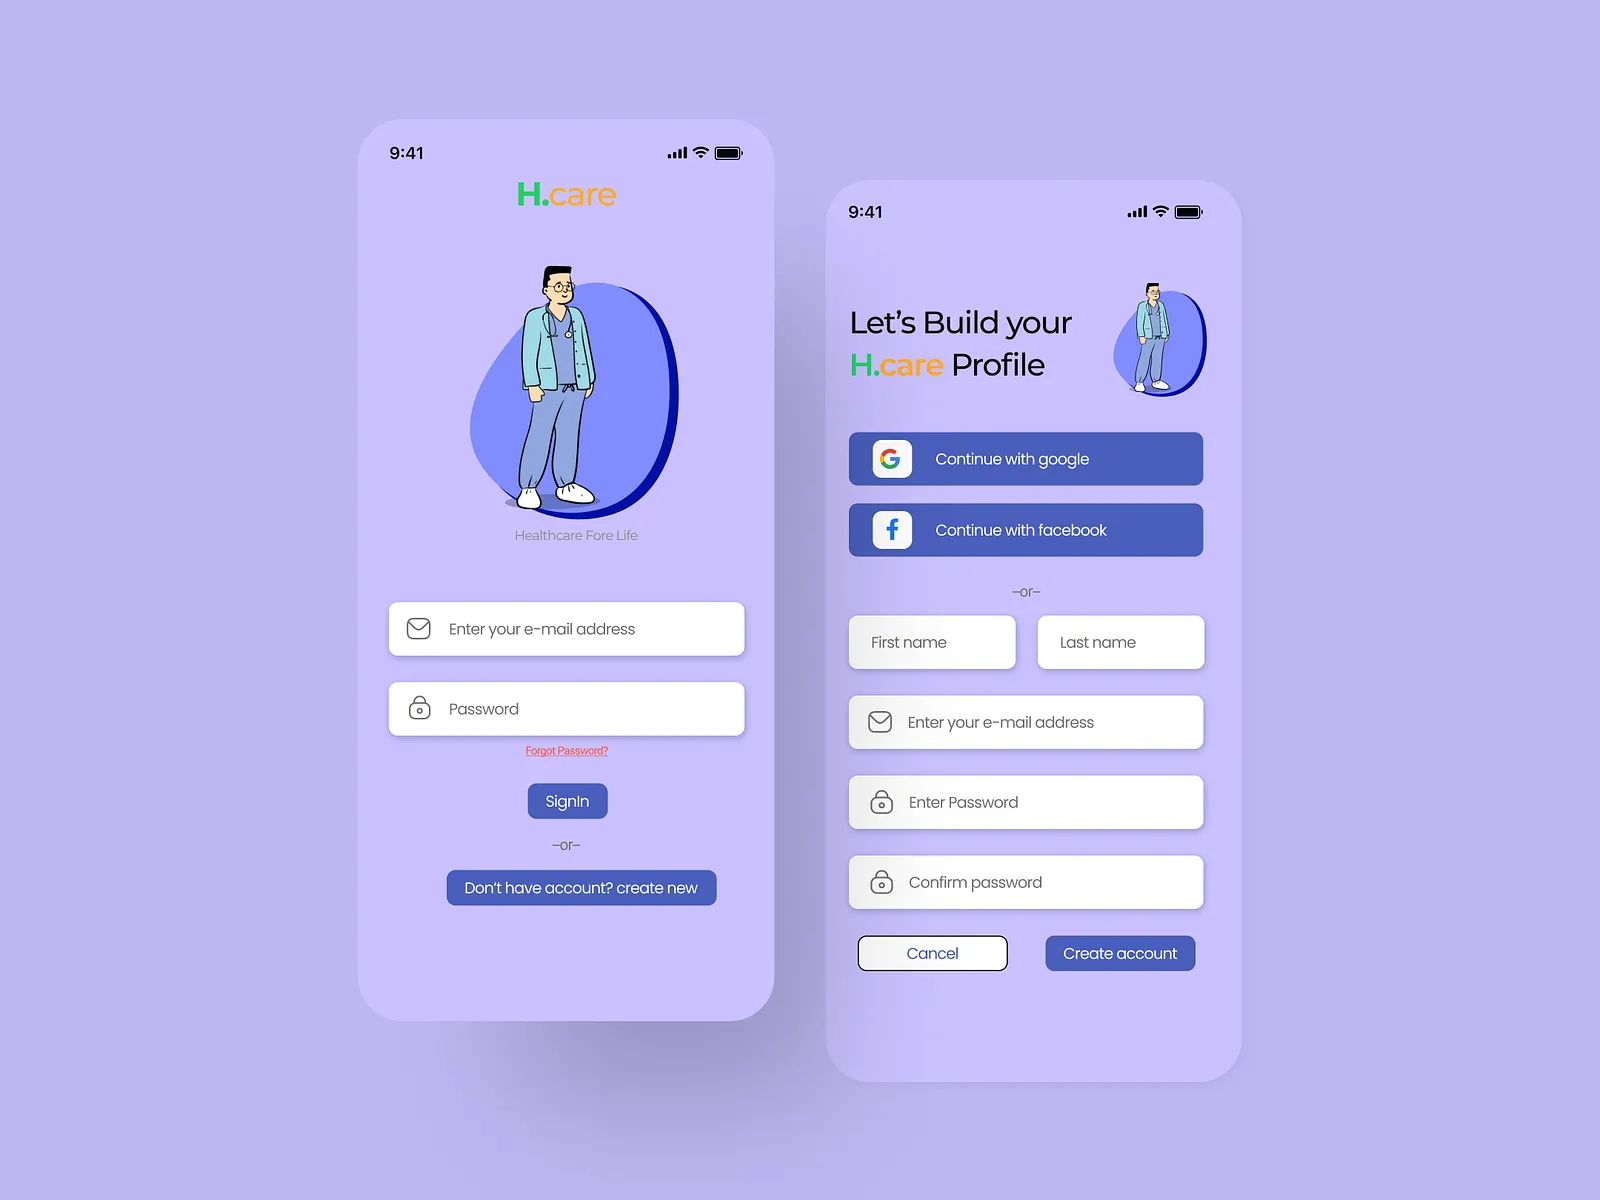 9:41
H.care
Healthcare Fore Life
Enter your e-mail address
Password
Forgot Password?
SignIn
–or–
Don't have account? create new
9:41
Let's Build your
H.care Profile
Continue with google
Continue with facebook
–or–
First name Last name
Enter your e-mail address
Enter Password
Confirm password
Cancel Create account